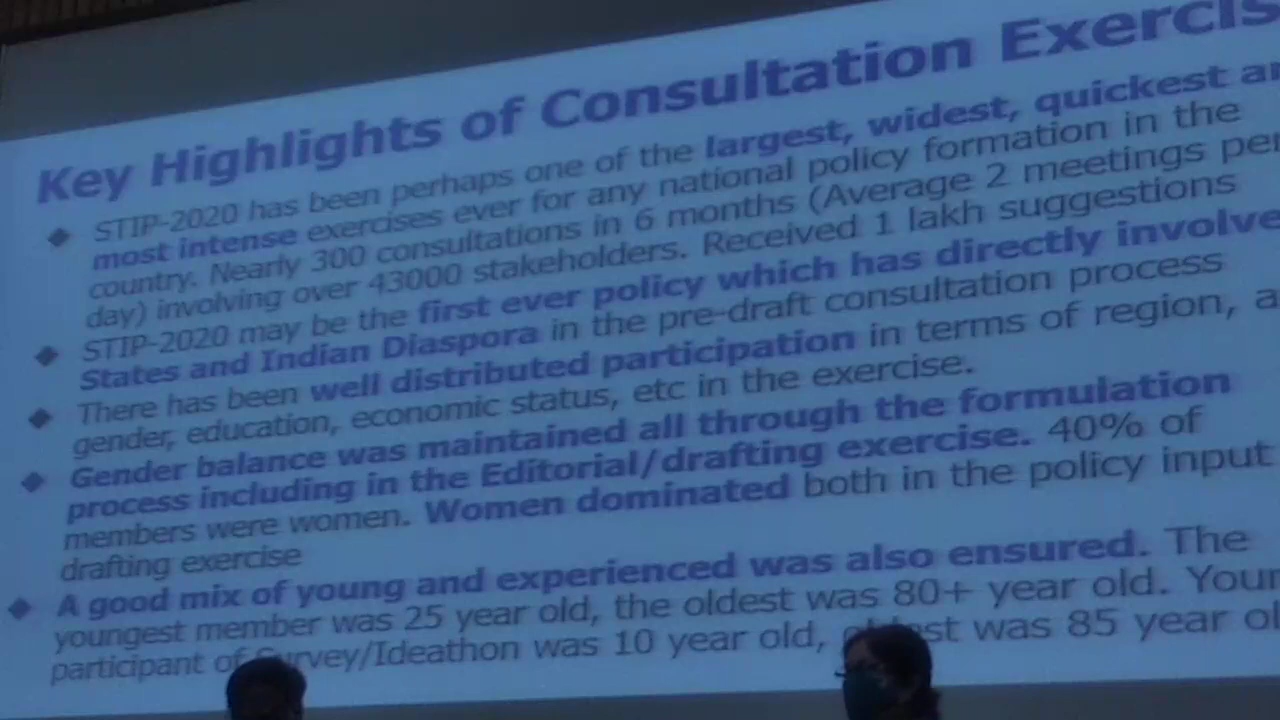 Key Highlights of Consultation Exercis
◆ STIP-2020 has been perhaps one of the largest, widest, quickest an
most intense exercises ever for any national policy formation in the
country. Nearly 300 consultations in 6 months (Average 2 meetings per
day) involving over 43000 stakeholders. Received 1 lakh suggestions
◆ STIP-2020 may be the first ever policy which has directly involve
States and Indian Diaspora in the pre-draft consultation process
◆ There has been well distributed participation in terms of region, a
gender, education, economic status, etc in the exercise.
◆ Gender balance was maintained all through the formulation
process including in the Editorial/drafting exercise. 40% of
members were women. Women dominated both in the policy input
drafting exercise
◆ A good mix of young and experienced was also ensured. The
youngest member was 25 year old, the oldest was 80+ year old. Youn
participant of Survey/Ideathon was 10 year old, oldest was 85 year ol